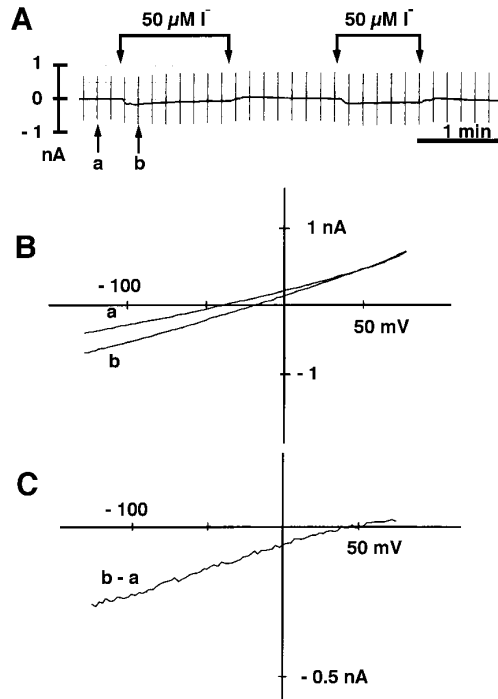 A
50 µM I⁻
50 µM I⁻
1
0
- 1
nA
a
b
1 min
B
1 nA
- 100
a
50 mV
b
- 1
C
- 100
50 mV
b - a
- 0.5 nA